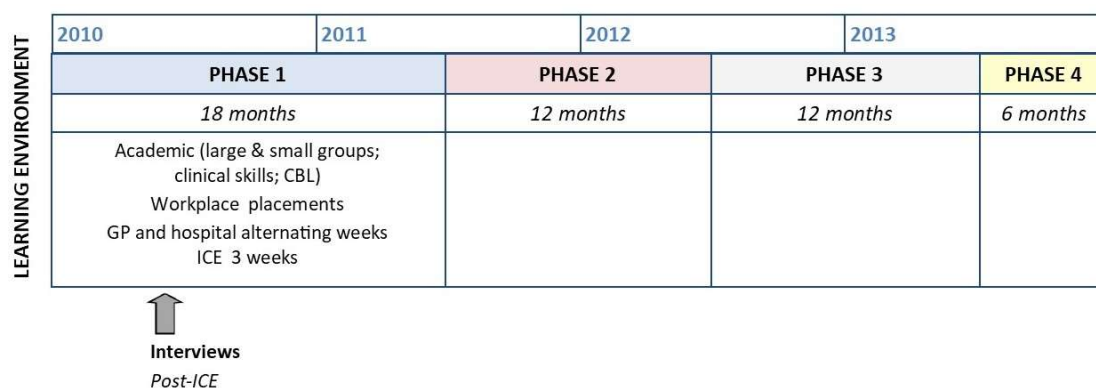 LEARNING ENVIRONMENT
2010 2011 2012 2013
PHASE 1 PHASE 2 PHASE 3 PHASE 4
18 months 12 months 12 months 6 months
Academic (large & small groups;
clinical skills; CBL)
Workplace placements
GP and hospital alternating weeks
ICE 3 weeks
Interviews
Post-ICE